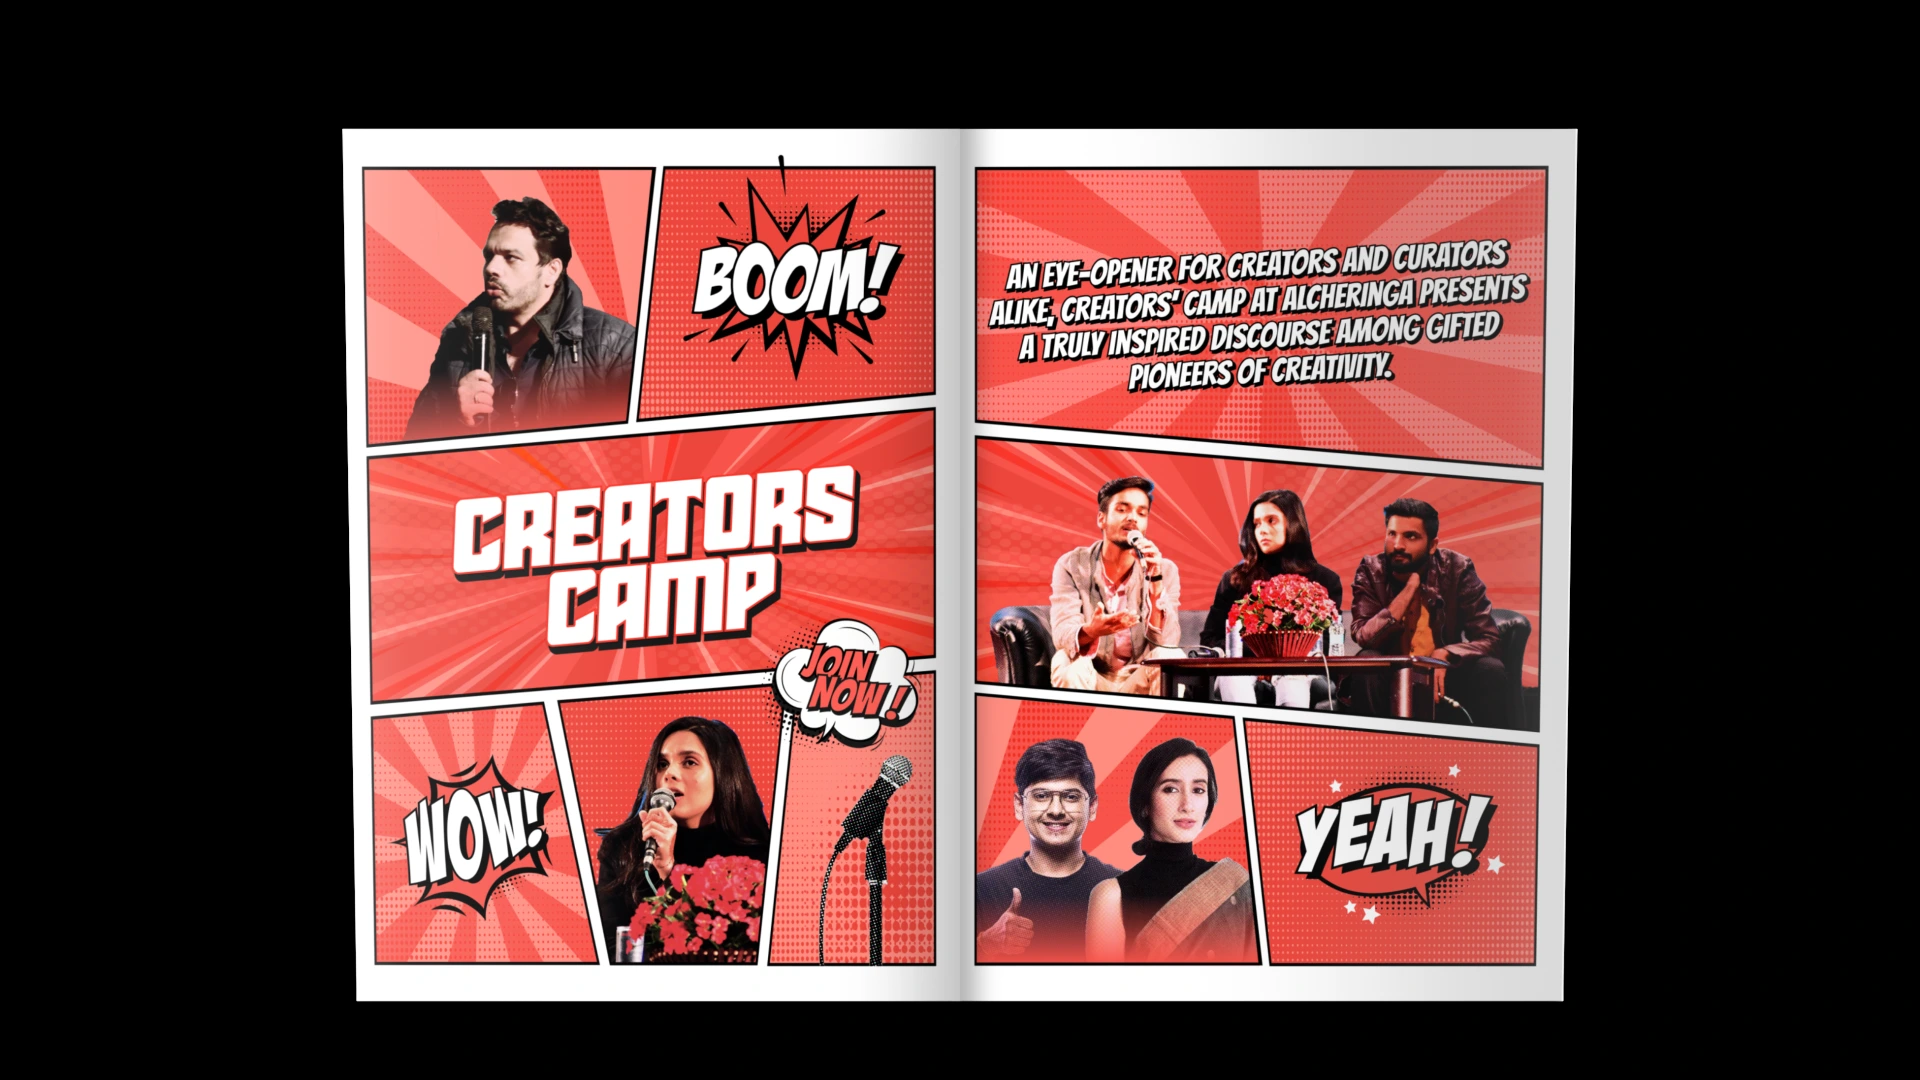 BOOM!
CREATORS
CAMP
JOIN
NOW!
WOW!
AN EYE-OPENER FOR CREATORS AND CURATORS
ALIKE, CREATORS' CAMP AT ALCHERINGA PRESENTS
A TRULY INSPIRED DISCOURSE AMONG GIFTED
PIONEERS OF CREATIVITY.
YEAH!